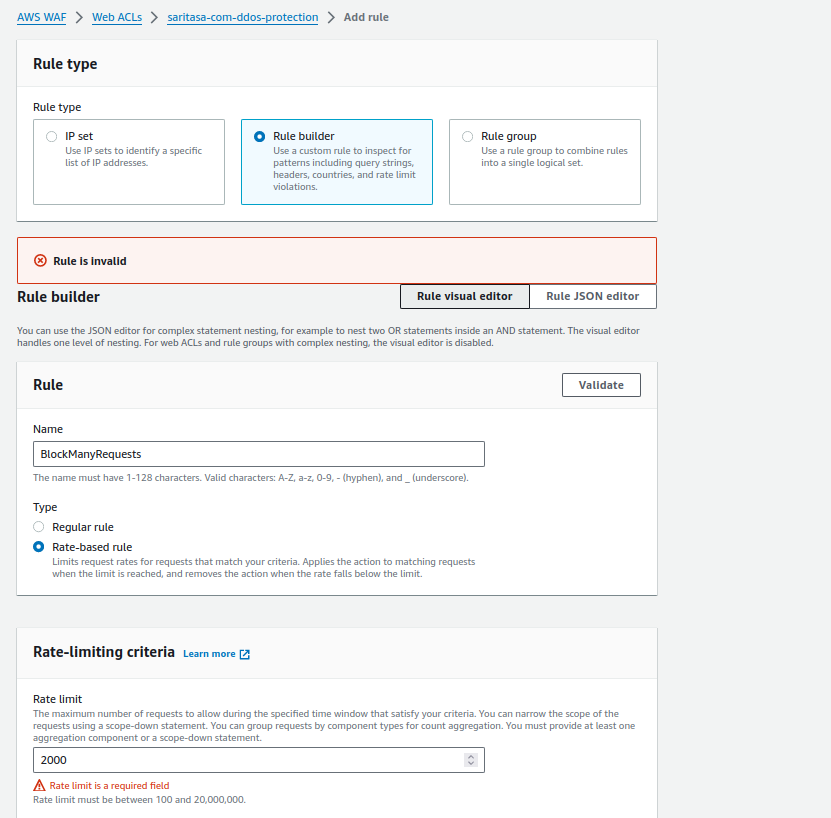 AWS WAF > Web ACLs > saritasa-com-ddos-protection > Add rule
Rule type
Rule type
IP set
Use IP sets to identify a specific
list of IP addresses.
Rule builder
Use a custom rule to inspect for
patterns including query strings,
headers, countries, and rate limit
violations.
Rule group
Use a rule group to combine rules
into a single logical set.
Rule is invalid
Rule builder
Rule visual editor
Rule JSON editor
You can use the JSON editor for complex statement nesting, for example to nest two OR statements inside an AND statement. The visual editor
handles one level of nesting. For web ACLs and rule groups with complex nesting, the visual editor is disabled.
Rule
Validate
Name
BlockManyRequests
The name must have 1-128 characters. Valid characters: A-Z, a-z, 0-9, - (hyphen), and _ (underscore).
Type
Regular rule
Rate-based rule
Limits request rates for requests that match your criteria. Applies the action to matching requests
when the limit is reached, and removes the action when the rate falls below the limit.
Rate-limiting criteria
Learn more
Rate limit
The maximum number of requests to allow during the specified time window that satisfy your criteria. You can narrow the scope of the
requests using a scope-down statement. You can group requests by component types for count aggregation. You must provide at least one
aggregation component or a scope-down statement.
2000
Rate limit is a required field
Rate limit must be between 100 and 20,000,000.